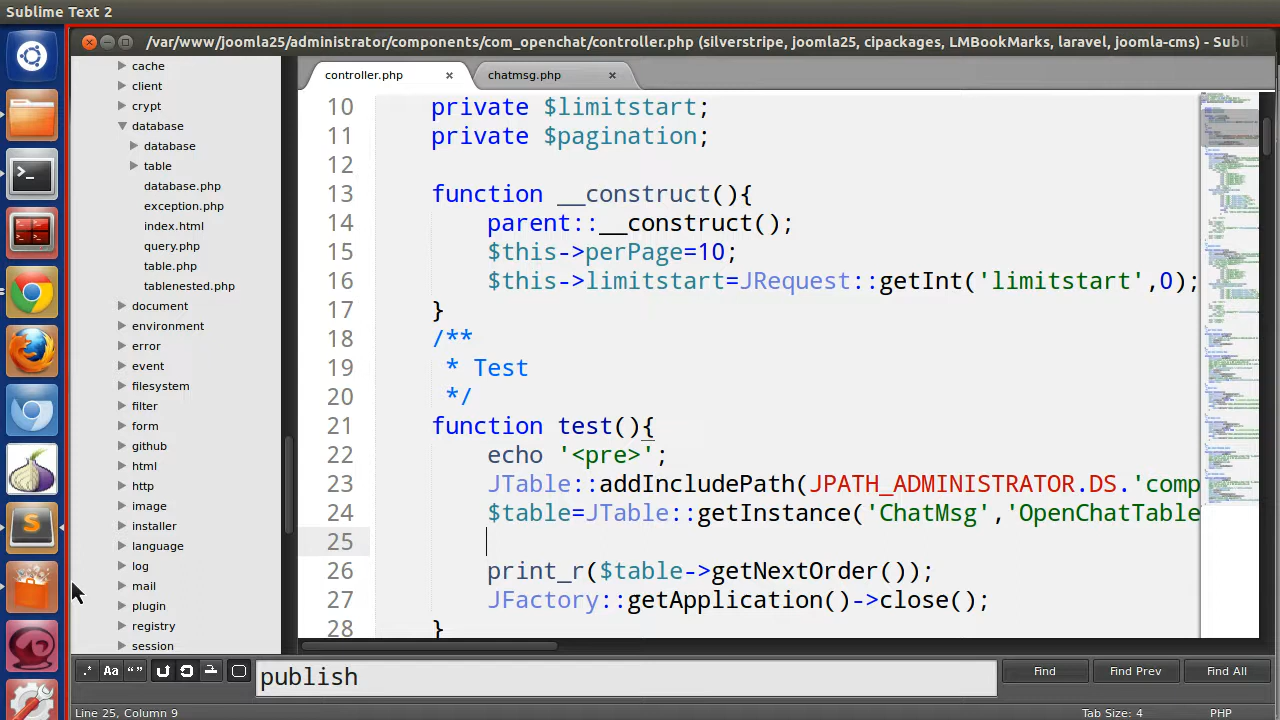 Sublime Text 2
/var/www/joomla25/administrator/components/com_openchat/controller.php (silverstripe, joomla25, cipackages, LMBookMarks, laravel, joomla-cms) - Subl
cache
client
crypt
database
database
table
database.php
exception.php
index.html
query.php
table.php
tablenested.php
document
environment
error
event
filesystem
filter
form
github
html
http
image
installer
language
log
mail
plugin
registry
session
controller.php ×
chatmsg.php ×
10 private $limitstart;
11 private $pagination;
12
13 function __construct(){
14 parent::__construct();
15 $this->perPage=10;
16 $this->limitstart=JRequest::getInt('limitstart',0);
17 }
18 /**
19 * Test
20 */
21 function test(){
22 echo '<pre>';
23 JTable::addIncludePath(JPATH_ADMINISTRATOR.DS.'comp
24 $table=JTable::getInstance('ChatMsg','OpenChatTable
25
26 print_r($table->getNextOrder());
27 JFactory::getApplication()->close();
28 }
.* Aa “ ”
publish
Find
Find Prev
Find All
Line 25, Column 9
Tab Size: 4
PHP